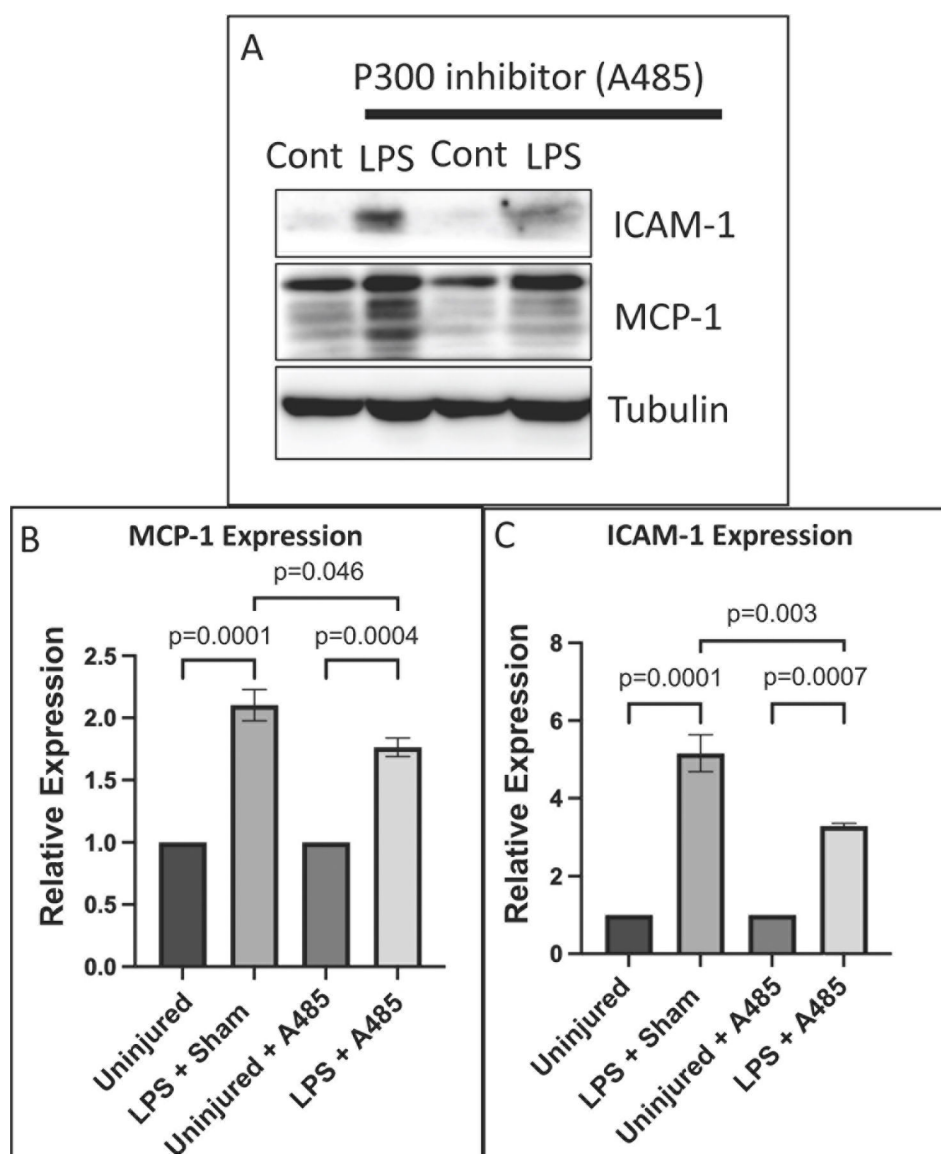 A
P300 inhibitor (A485)
Cont LPS Cont LPS
ICAM-1
MCP-1
Tubulin
B
MCP-1 Expression
p=0.046
p=0.0001 p=0.0004
Relative Expression
2.5
2.0
1.5
1.0
0.5
0.0
Uninjured
LPS + Sham
Uninjured + A485
LPS + A485
C
ICAM-1 Expression
p=0.003
p=0.0001 p=0.0007
Relative Expression
8
6
4
2
0
Uninjured
LPS + Sham
Uninjured + A485
LPS + A485